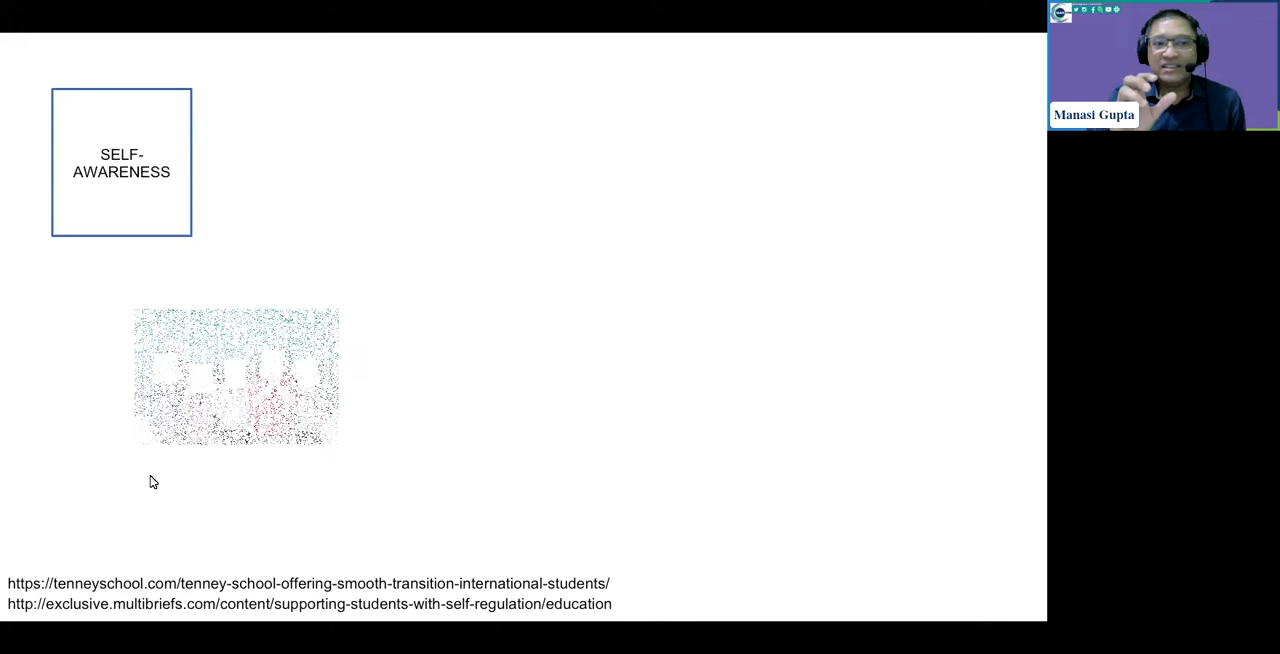 SELF-
AWARENESS
Manasi Gupta
https://tenneyschool.com/tenney-school-offering-smooth-transition-international-students/
http://exclusive.multibriefs.com/content/supporting-students-with-self-regulation/education